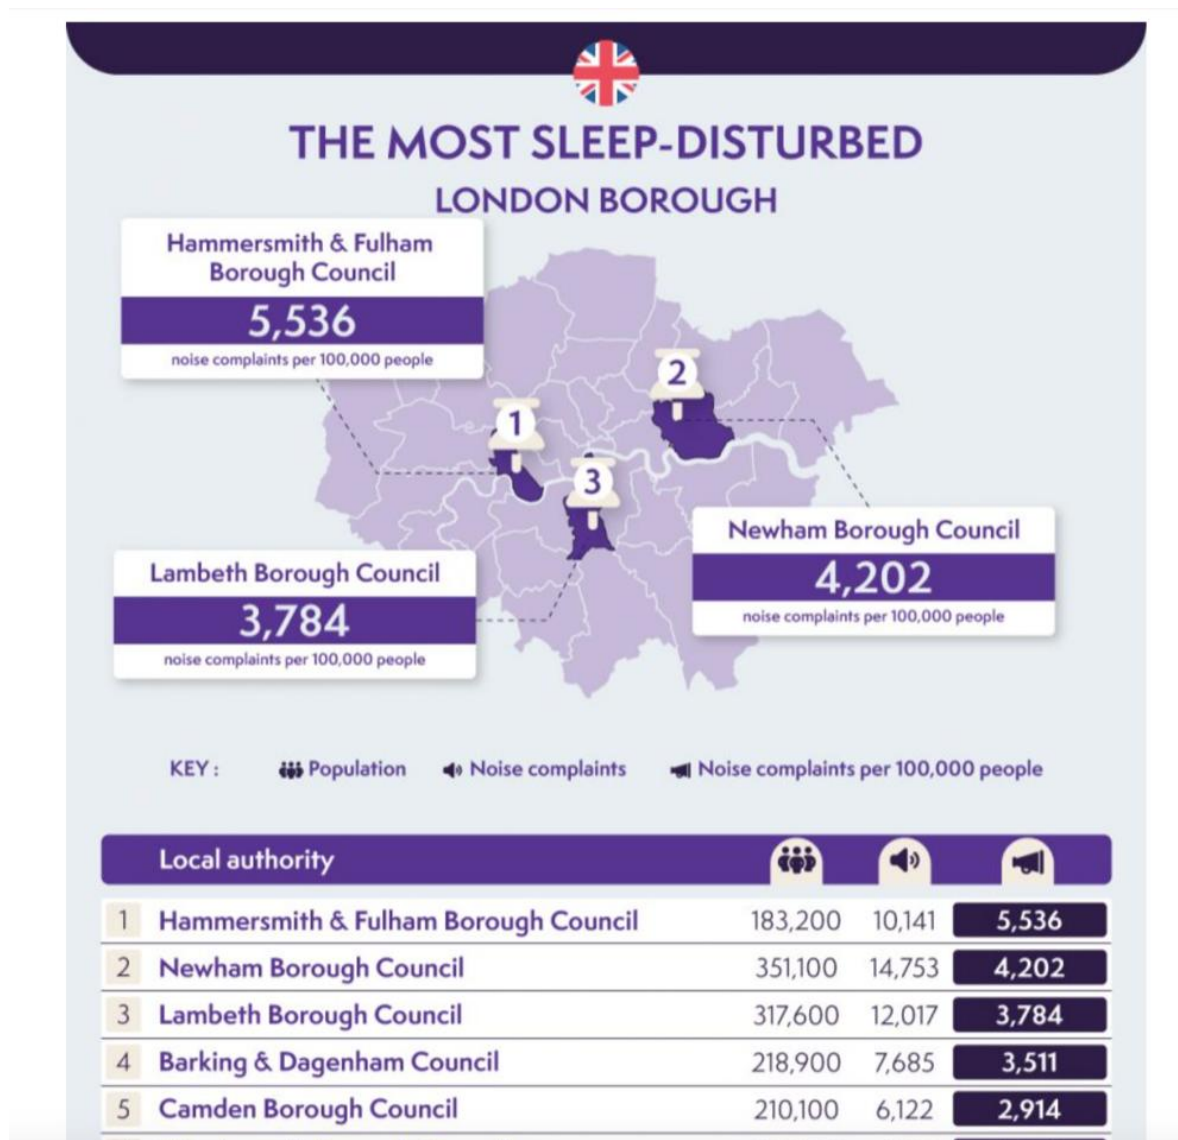 THE MOST SLEEP-DISTURBED
LONDON BOROUGH
Hammersmith & Fulham
Borough Council
5,536
noise complaints per 100,000 people
2
1
3
Newham Borough Council
4,202
noise complaints per 100,000 people
Lambeth Borough Council
3,784
noise complaints per 100,000 people
KEY : Population Noise complaints Noise complaints per 100,000 people
Local authority
1 Hammersmith & Fulham Borough Council 183,200 10,141 5,536
2 Newham Borough Council 351,100 14,753 4,202
3 Lambeth Borough Council 317,600 12,017 3,784
4 Barking & Dagenham Council 218,900 7,685 3,511
5 Camden Borough Council 210,100 6,122 2,914